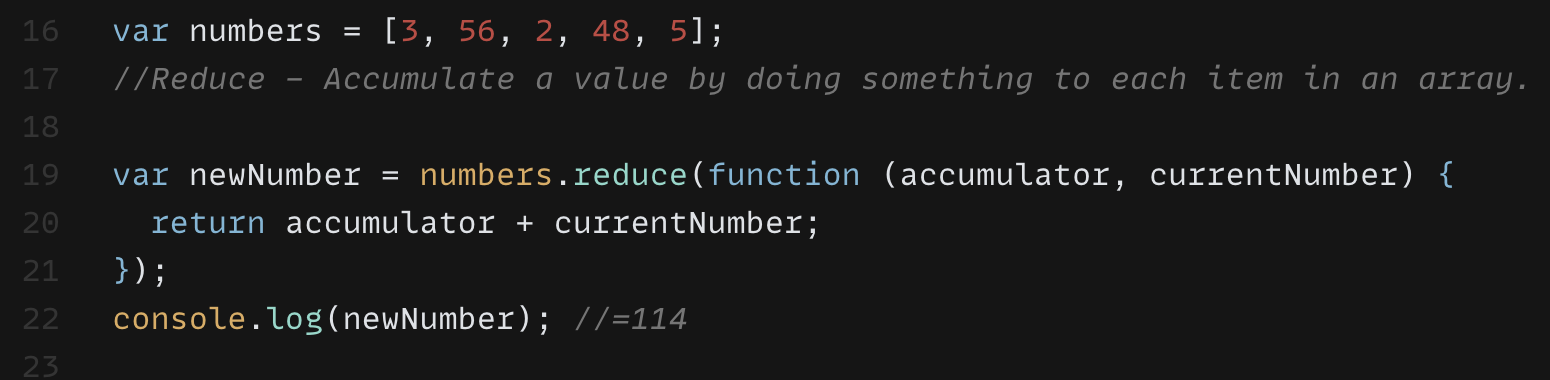 16 var numbers = [3, 56, 2, 48, 5];
17 //Reduce - Accumulate a value by doing something to each item in an array.
18
19 var newNumber = numbers.reduce(function (accumulator, currentNumber) {
20   return accumulator + currentNumber;
21 });
22 console.log(newNumber); //=114
23